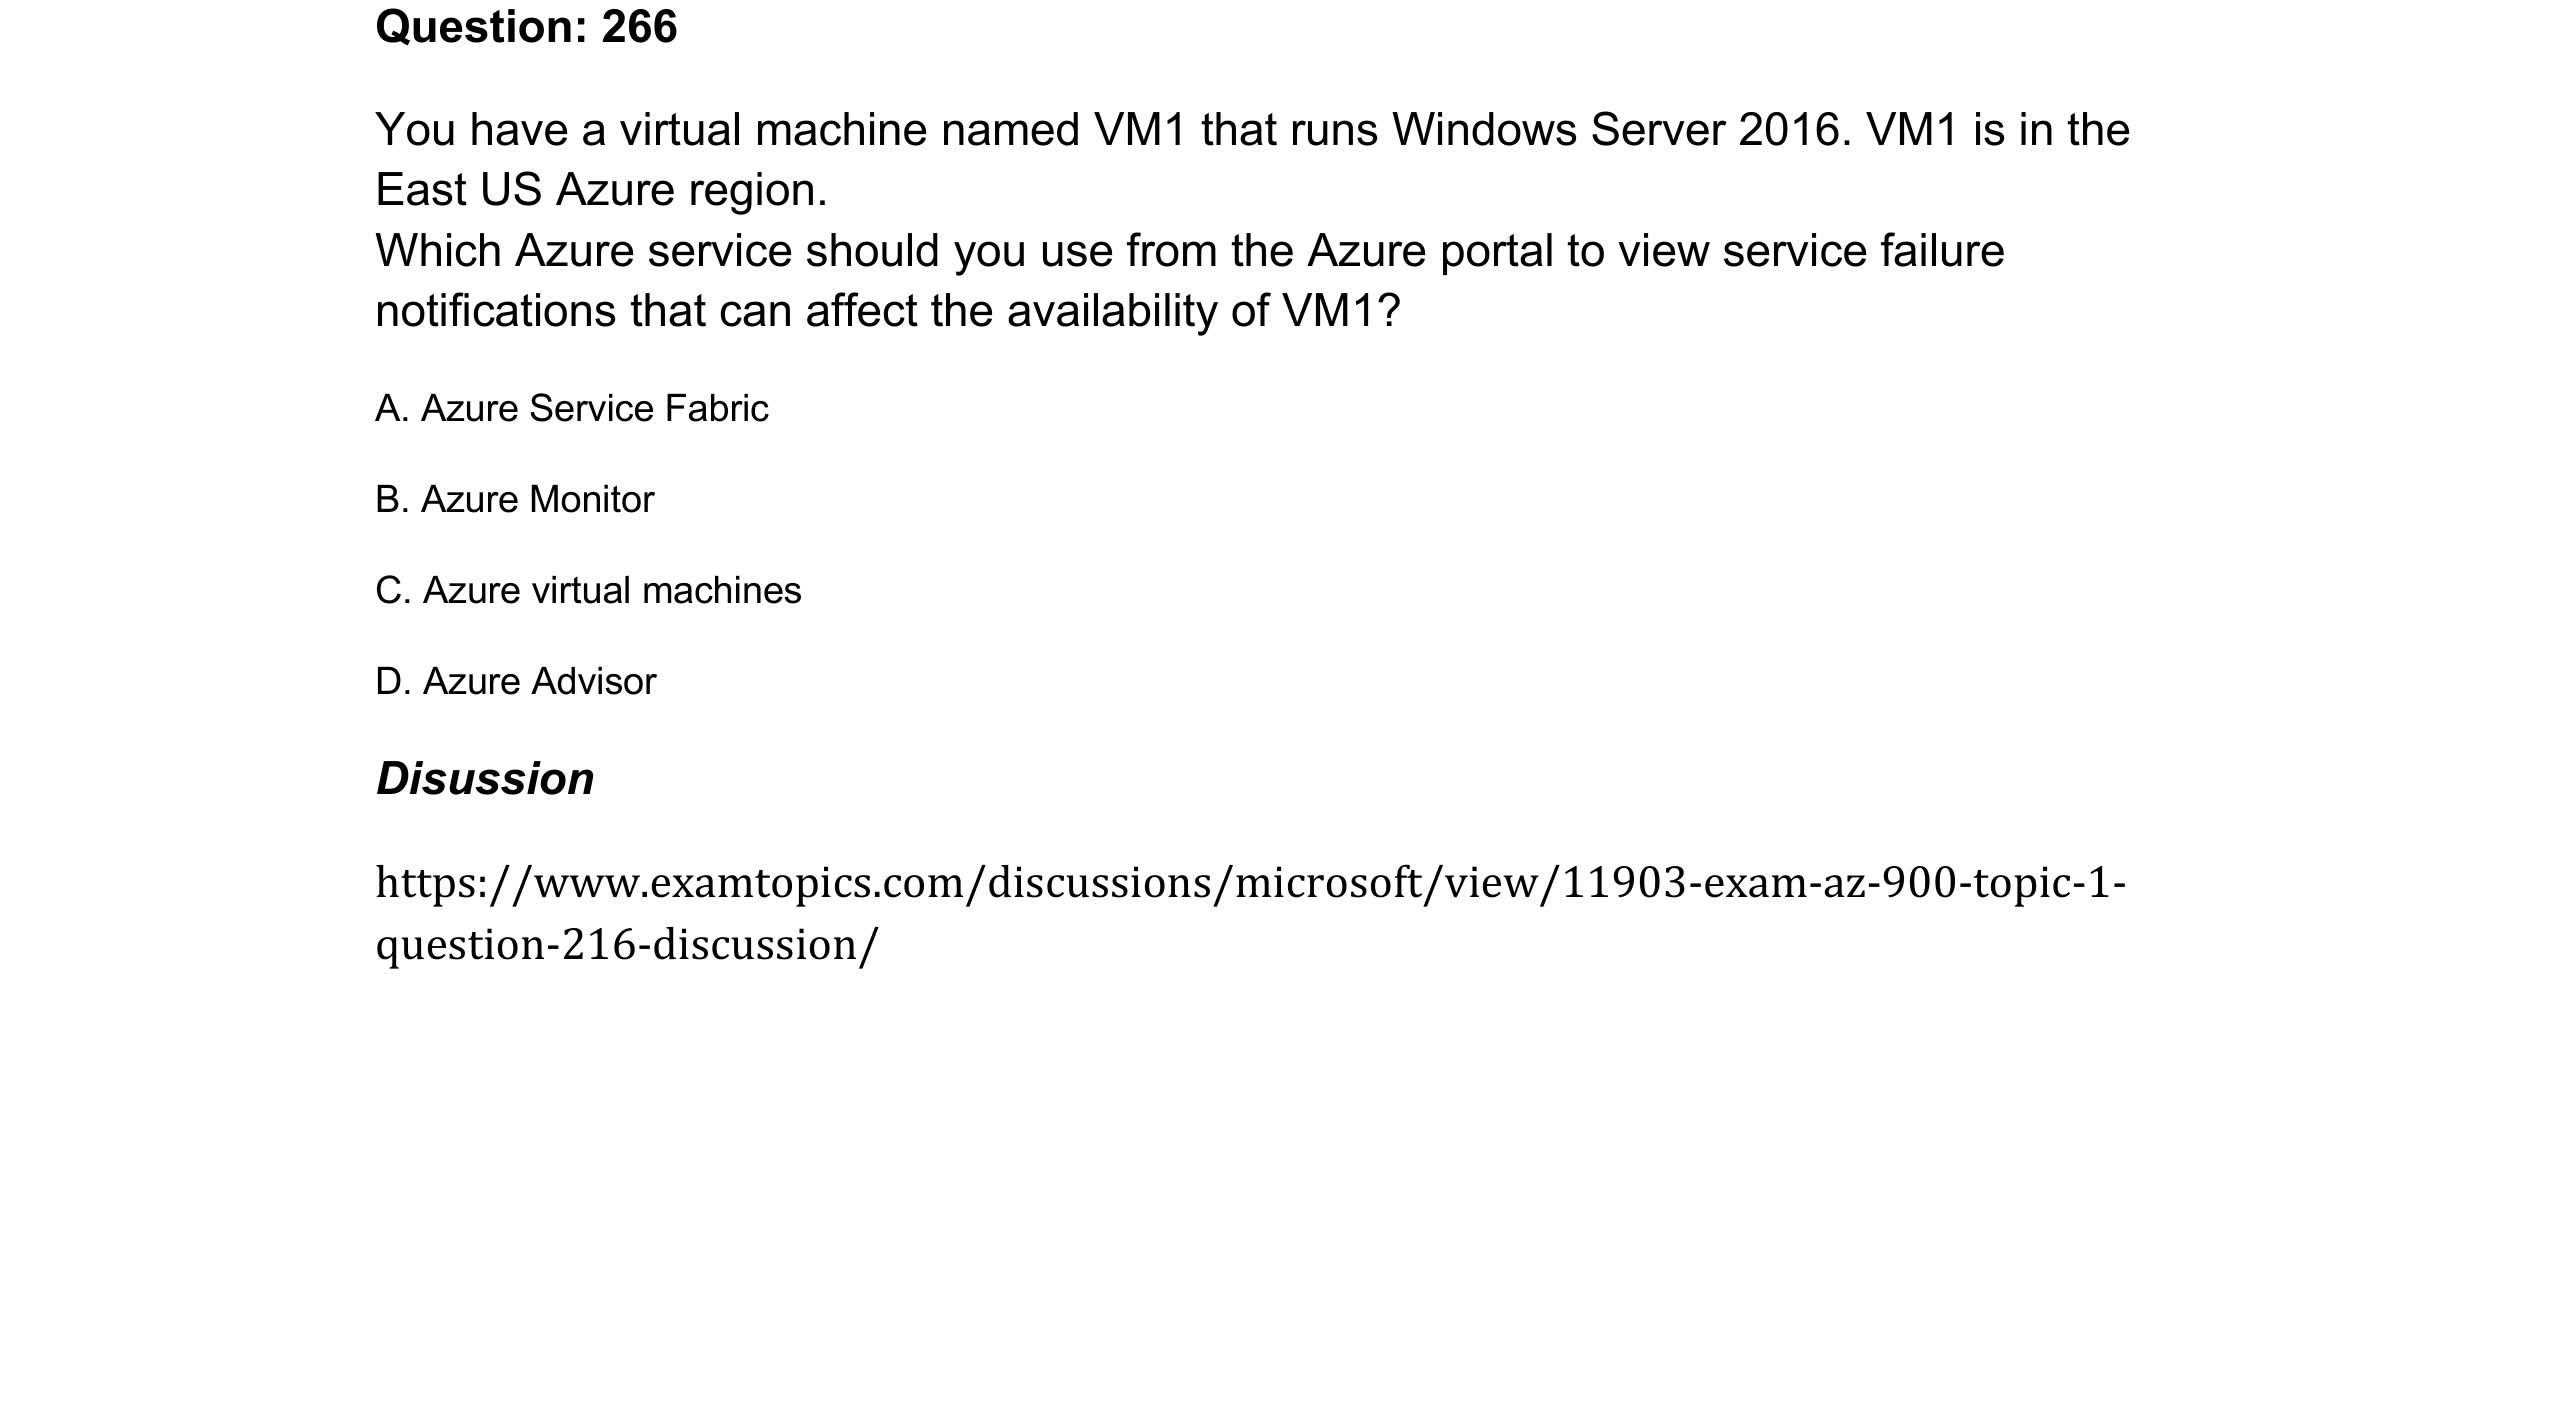 Question: 266
You have a virtual machine named VM1 that runs Windows Server 2016. VM1 is in the
East US Azure region.
Which Azure service should you use from the Azure portal to view service failure
notifications that can affect the availability of VM1?
A. Azure Service Fabric
B. Azure Monitor
C. Azure virtual machines
D. Azure Advisor
Disussion
https://www.examtopics.com/discussions/microsoft/view/11903-exam-az-900-topic-1-
question-216-discussion/